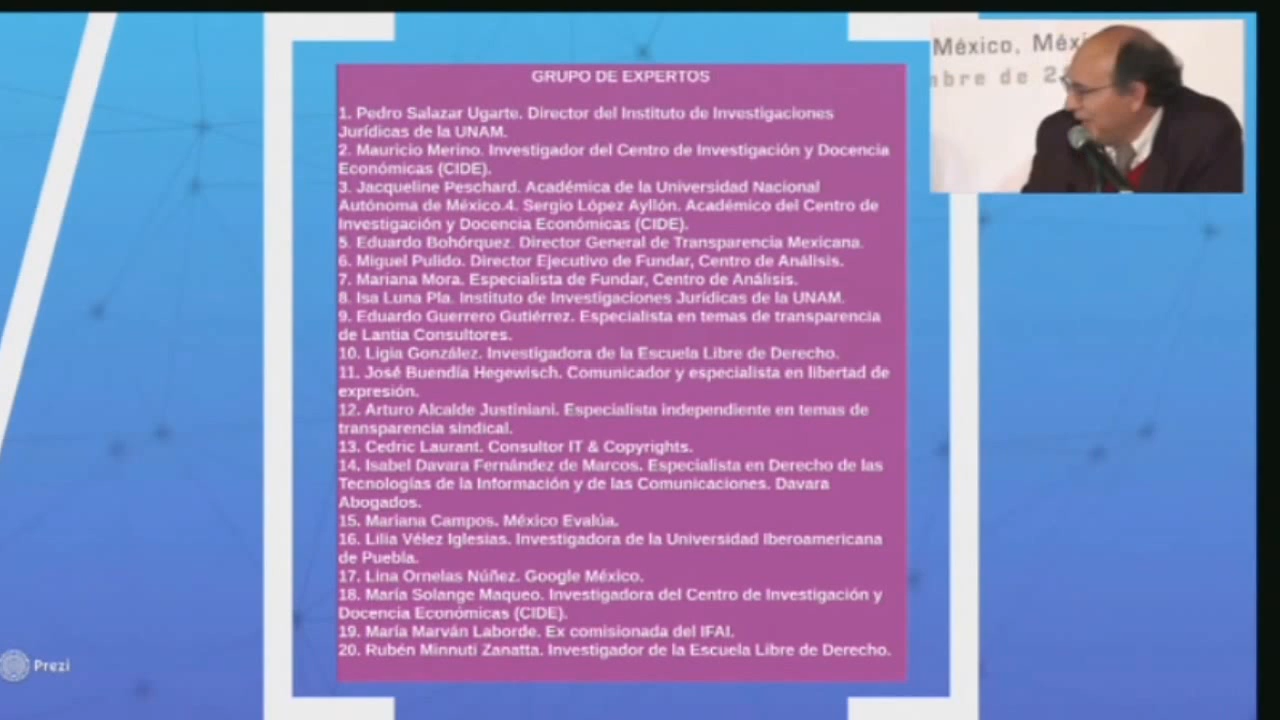 GRUPO DE EXPERTOS
1. Pedro Salazar Ugarte. Director del Instituto de Investigaciones
Jurídicas de la UNAM.
2. Mauricio Merino. Investigador del Centro de Investigación y Docencia
Económicas (CIDE).
3. Jacqueline Peschard. Académica de la Universidad Nacional
Autónoma de México.4. Sergio López Ayllón. Académico del Centro de
Investigación y Docencia Económicas (CIDE).
5. Eduardo Bohórquez. Director General de Transparencia Mexicana.
6. Miguel Pulido. Director Ejecutivo de Fundar, Centro de Análisis.
7. Mariana Mora. Especialista de Fundar, Centro de Análisis.
8. Isa Luna Pla. Instituto de Investigaciones Jurídicas de la UNAM.
9. Eduardo Guerrero Gutiérrez. Especialista en temas de transparencia
de Lantia Consultores.
10. Ligia González. Investigadora de la Escuela Libre de Derecho.
11. José Buendía Hegewisch. Comunicador y especialista en libertad de
expresión.
12. Arturo Alcalde Justiniani. Especialista independiente en temas de
transparencia sindical.
13. Cedric Laurant. Consultor IT & Copyrights.
14. Isabel Davara Fernández de Marcos. Especialista en Derecho de las
Tecnologías de la Información y de las Comunicaciones. Davara
Abogados.
15. Mariana Campos. México Evalúa.
16. Lilia Vélez Iglesias. Investigadora de la Universidad Iberoamericana
de Puebla.
17. Lina Ornelas Núñez. Google México.
18. María Solange Maqueo. Investigadora del Centro de Investigación y
Docencia Económicas (CIDE).
19. María Marván Laborde. Ex comisionada del IFAI.
20. Rubén Minnuti Zanatta. Investigador de la Escuela Libre de Derecho.
México, Méxi
mbre de 2
Prezi